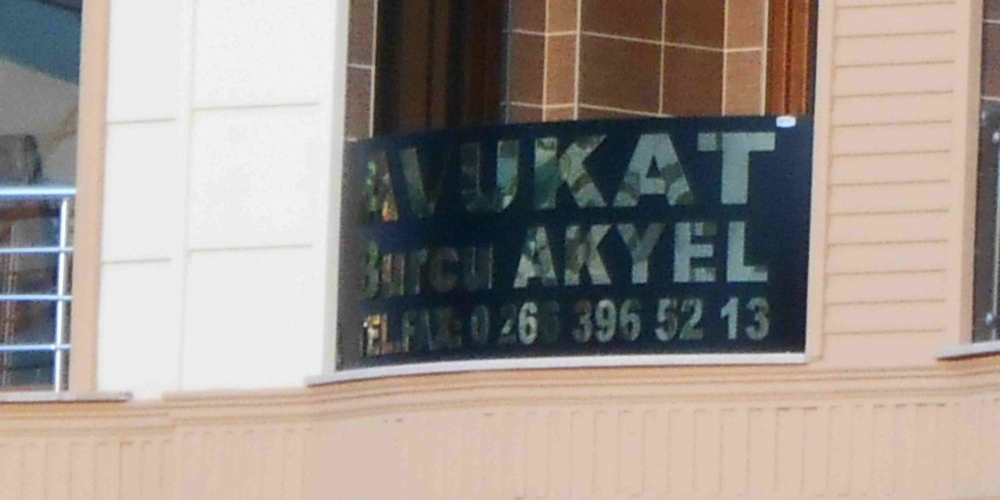 AVUKAT
Burcu AKYEL
TEL.FAX: 0 266 396 52 13